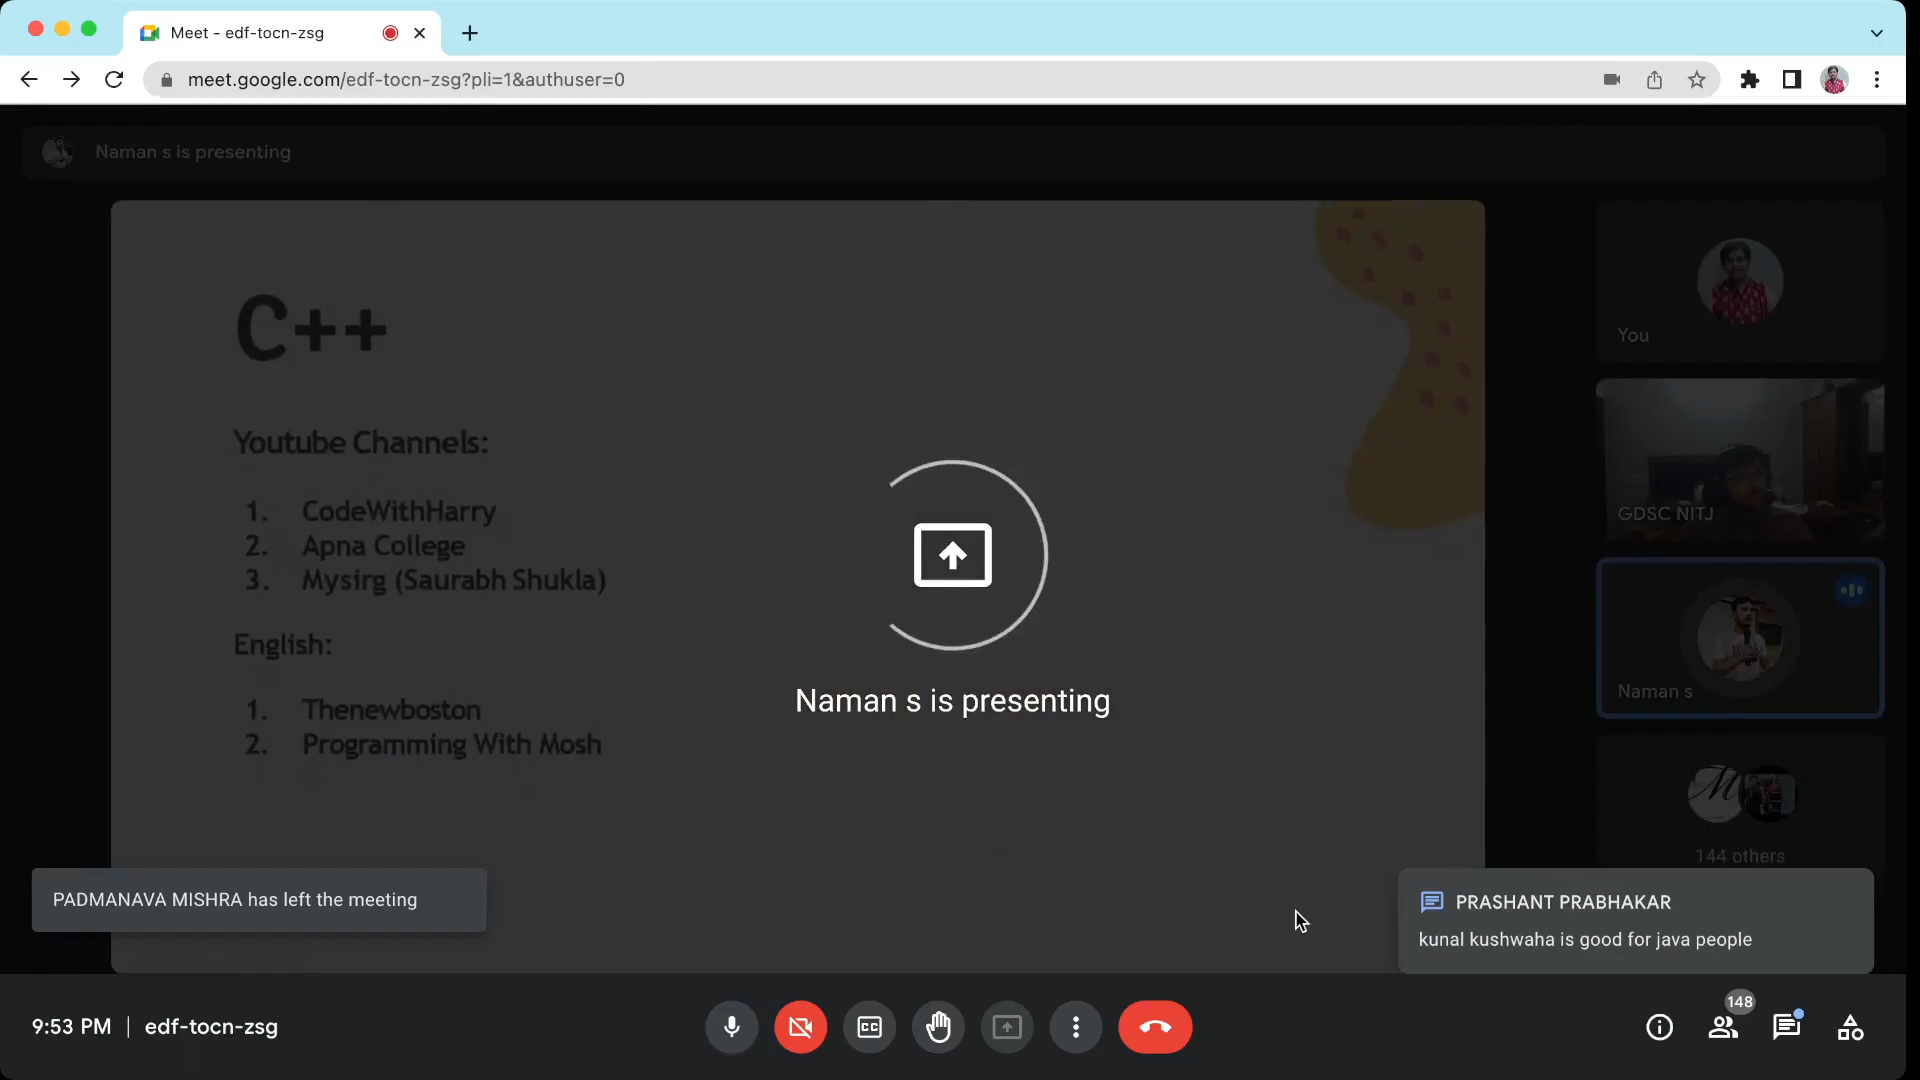 Meet - edf-tocn-zsg
meet.google.com/edf-tocn-zsg?pli=1&authuser=0
Naman s is presenting
C++
Youtube Channels:
1. CodeWithHarry
2. Apna College
3. Mysirg (Saurabh Shukla)
English:
1. Thenewboston
2. Programming With Mosh
Naman s is presenting
You
GDSC NITJ
Naman s
144 others
PADMANAVA MISHRA has left the meeting
PRASHANT PRABHAKAR
kunal kushwaha is good for java people
9:53 PM | edf-tocn-zsg
CC
148